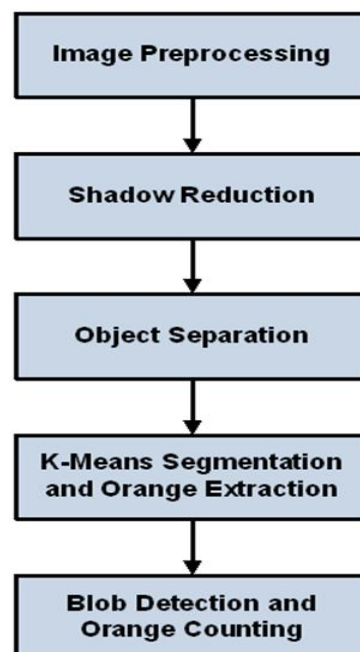 Image Preprocessing
Shadow Reduction
Object Separation
K-Means Segmentation
and Orange Extraction
Blob Detection and
Orange Counting